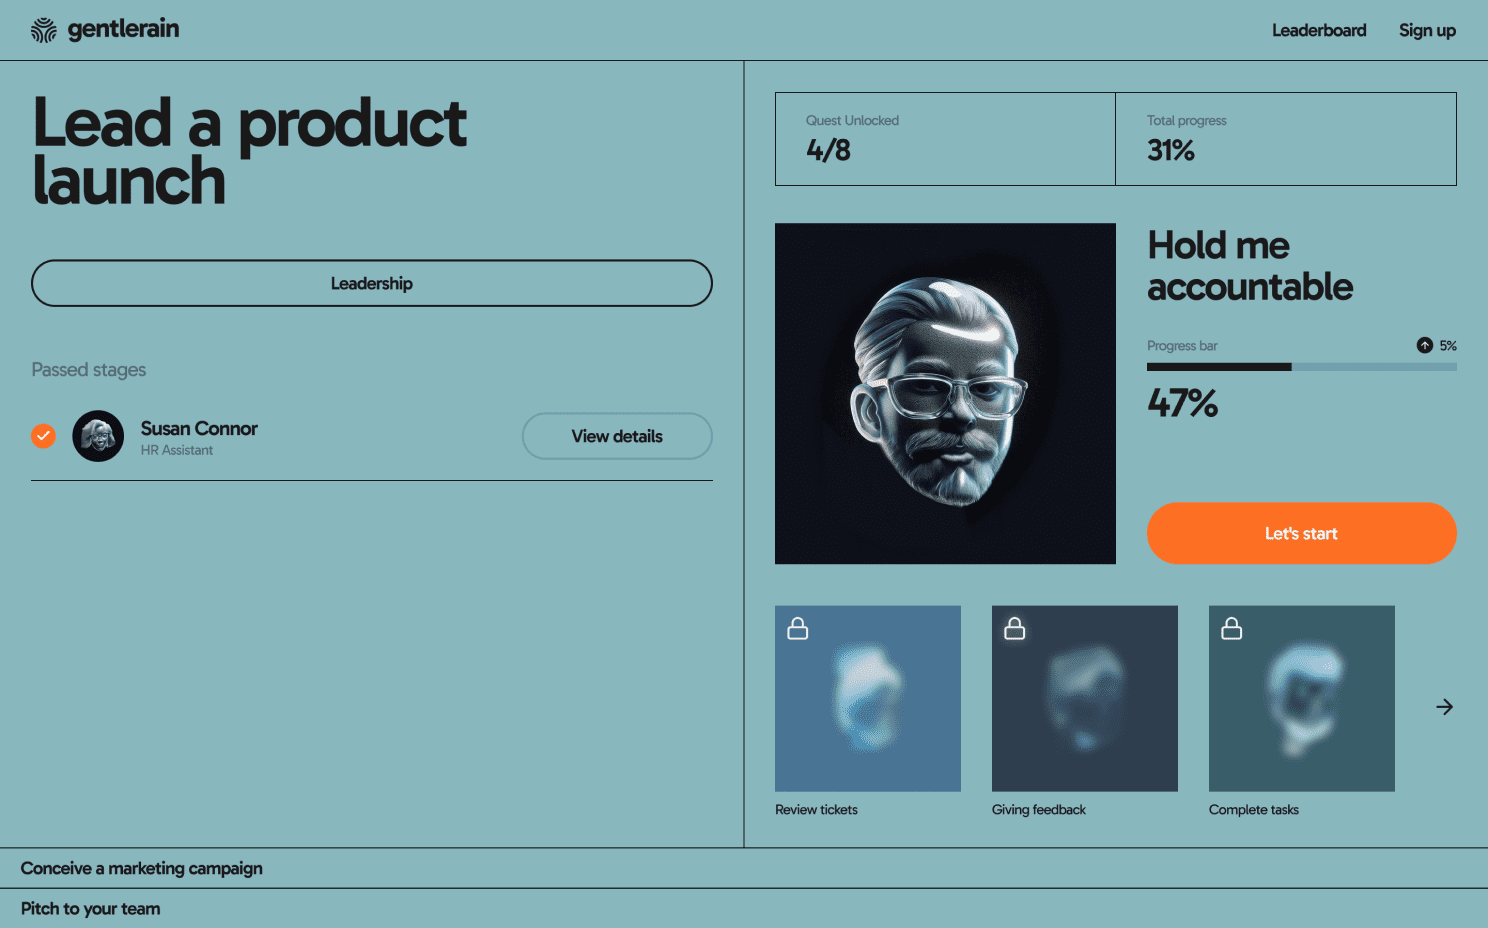 gentlerain
Leaderboard
Sign up
Lead a product
launch
Leadership
Passed stages
Susan Connor
HR Assistant
View details
Quest Unlocked
4/8
Total progress
31%
Hold me
accountable
Progress bar
5%
47%
Let's start
Review tickets
Giving feedback
Complete tasks
Conceive a marketing campaign
Pitch to your team